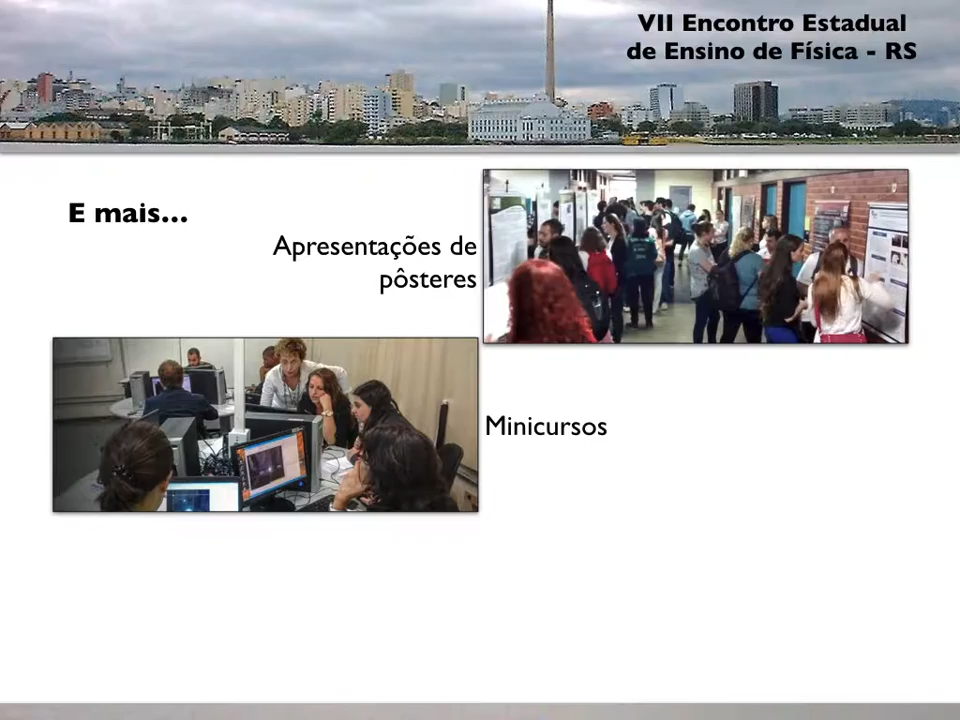 VII Encontro Estadual
de Ensino de Física - RS
E mais...
Apresentações de
pôsteres
Minicursos